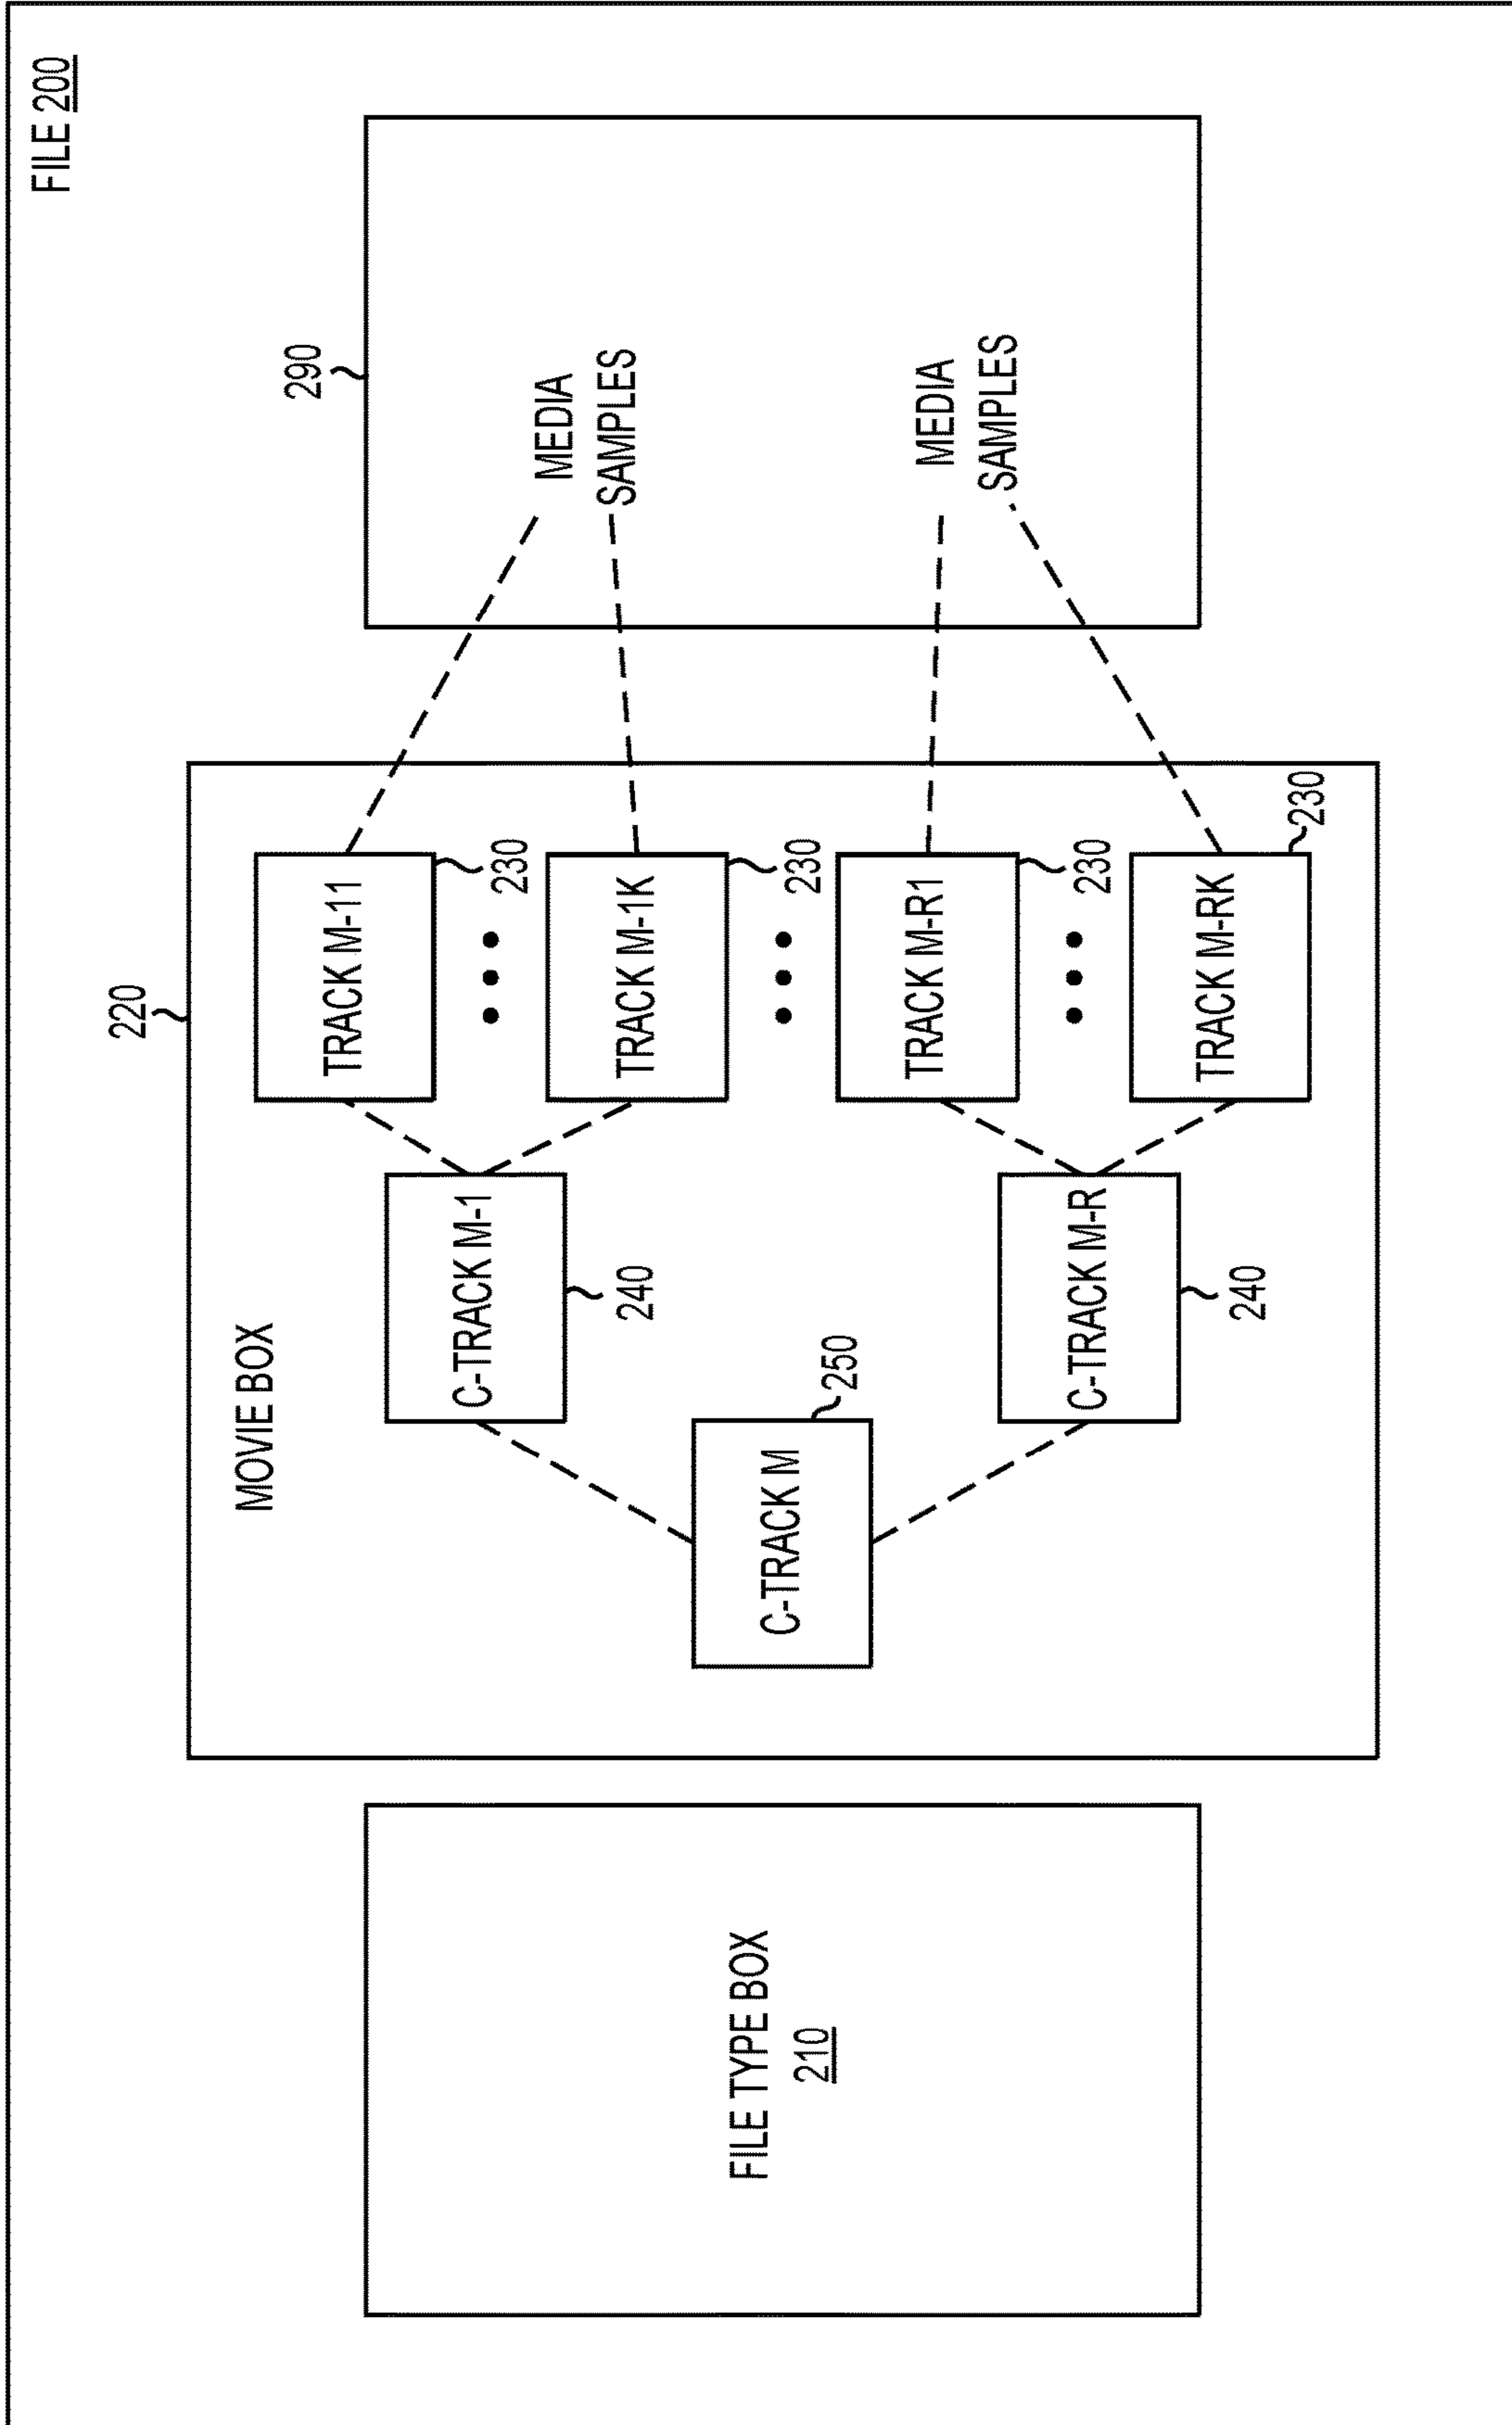 FILE 200
FILE TYPE BOX
210
220
MOVIE BOX
C-TRACK M
250
C-TRACK M-1
240
C-TRACK M-R
240
TRACK M-11
230
TRACK M-1K
230
TRACK M-R1
230
TRACK M-RK
230
290
MEDIA
SAMPLES
MEDIA
SAMPLES